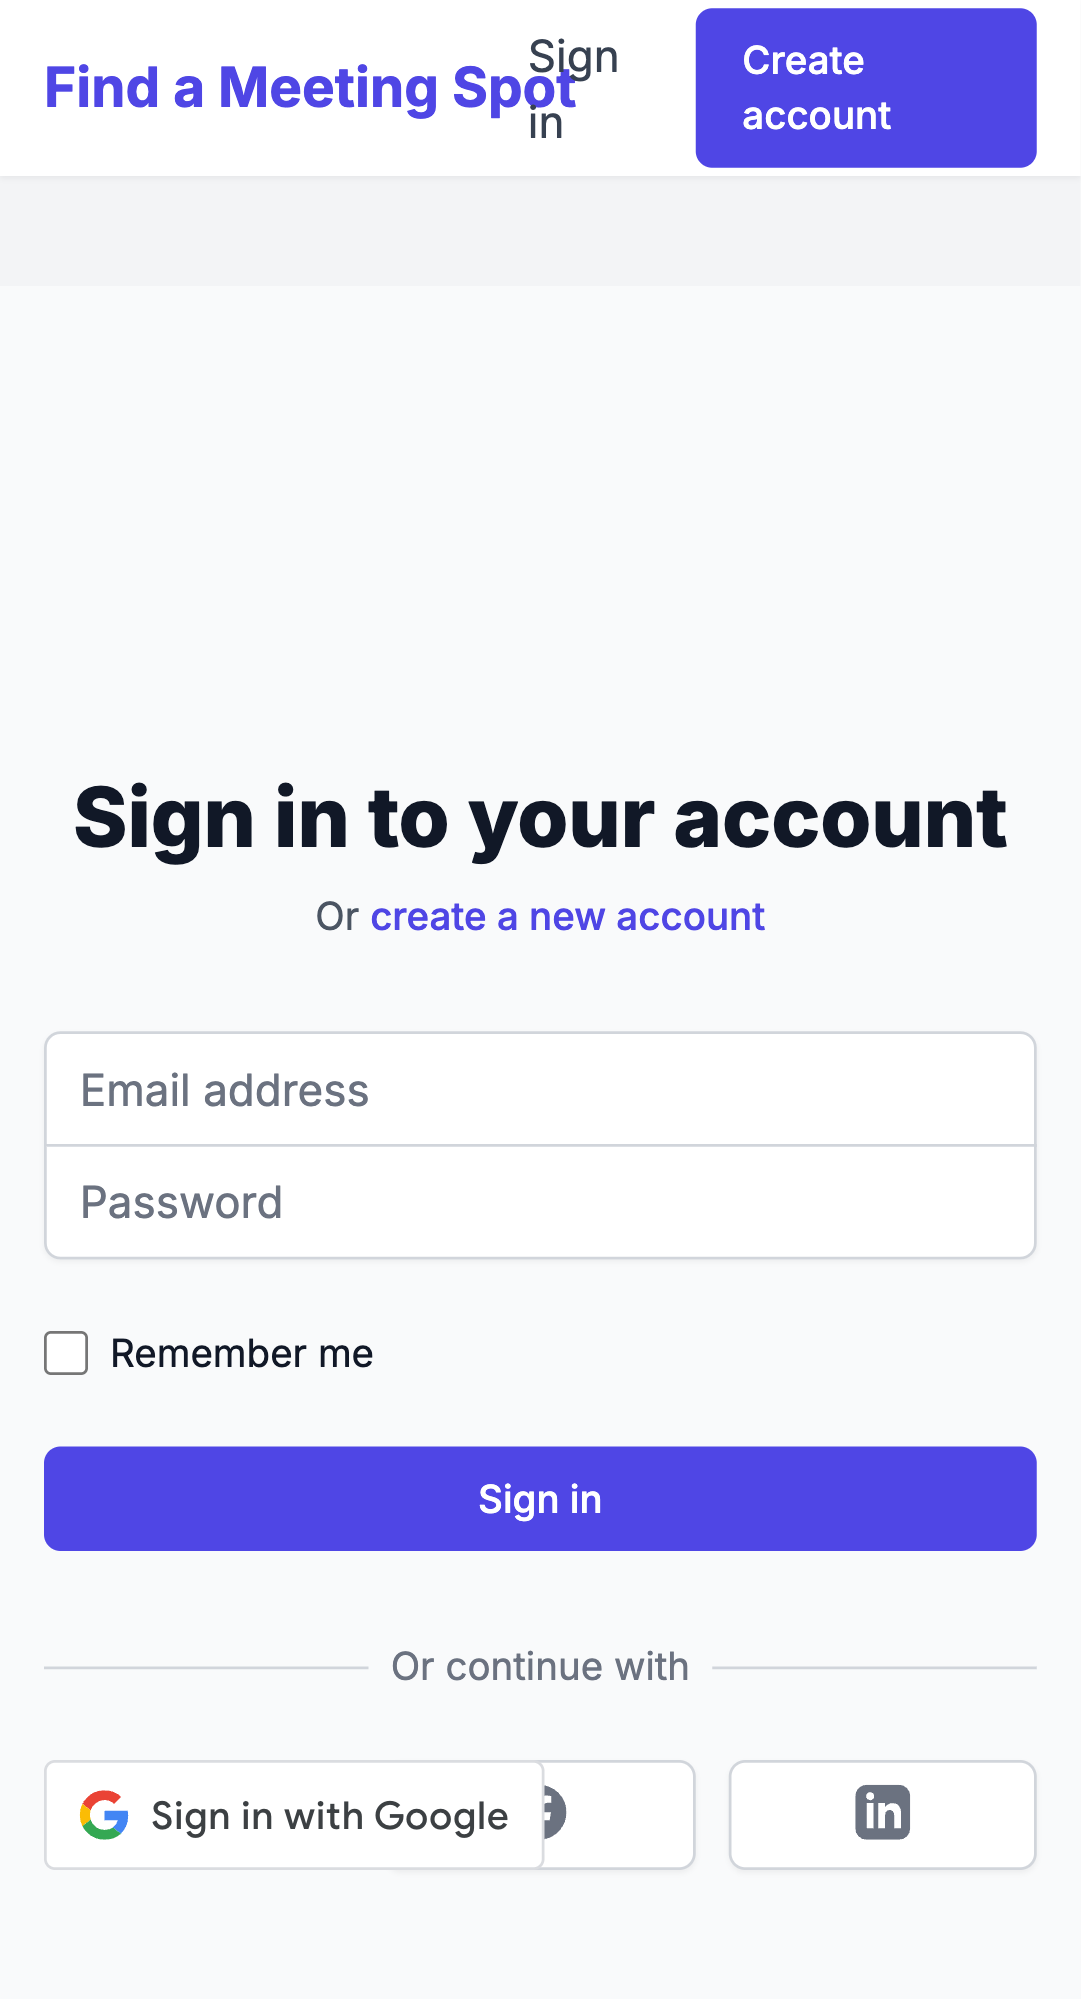 Find a Meeting Spot
Sign
in
Create
account
Sign in to your account
Or create a new account
Email address
Password
Remember me
Sign in
Or continue with
Sign in with Google
in